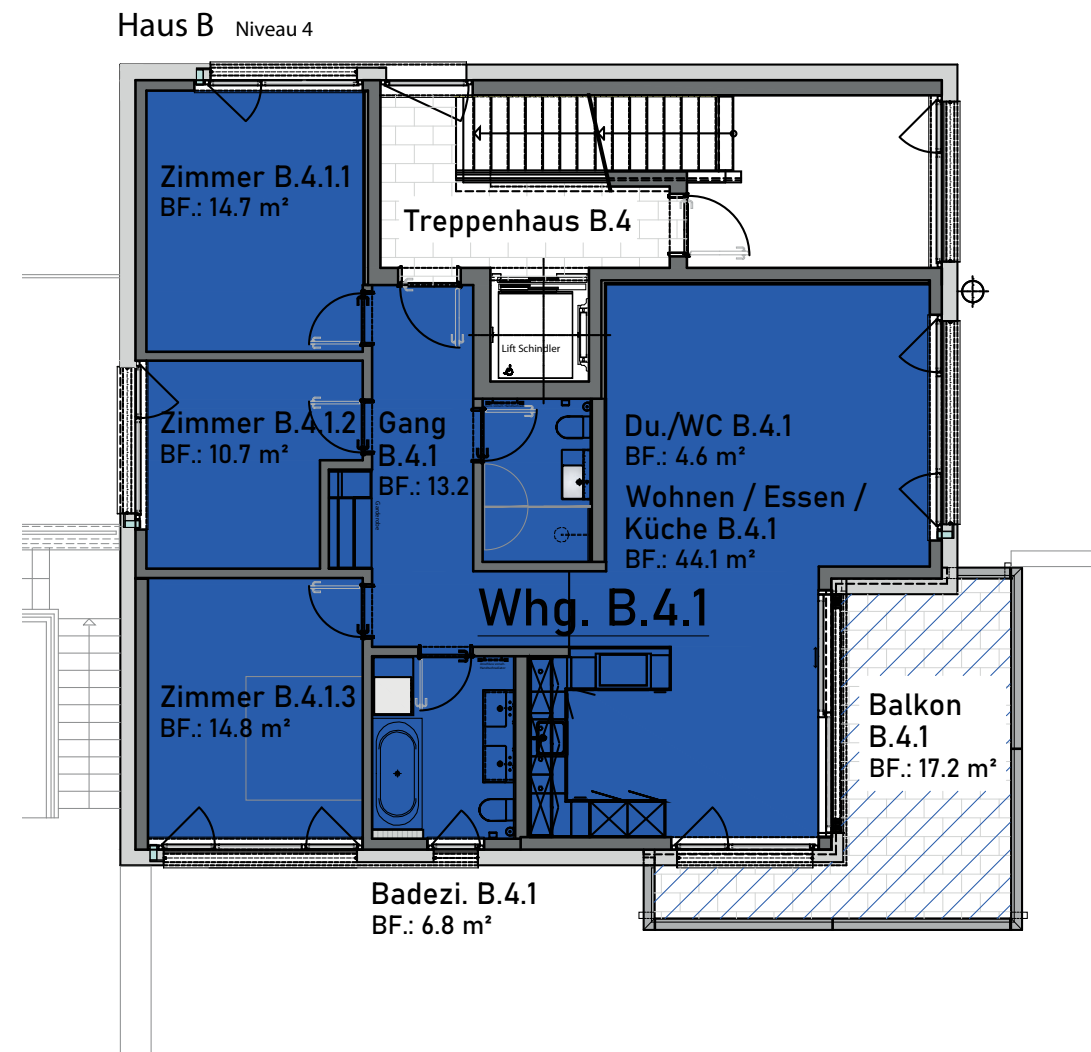 Haus B Niveau 4
Zimmer B.4.1.1
BF.: 14.7 m²
Treppenhaus B.4
Lift Schindler
Zimmer B.4.1.2
BF.: 10.7 m²
Gang
B.4.1
BF.: 13.2
Garderobe
Du./WC B.4.1
BF.: 4.6 m²
Wohnen / Essen /
Küche B.4.1
BF.: 44.1 m²
Whg. B.4.1
Zimmer B.4.1.3
BF.: 14.8 m²
Balkon
B.4.1
BF.: 17.2 m²
Badezi. B.4.1
BF.: 6.8 m²